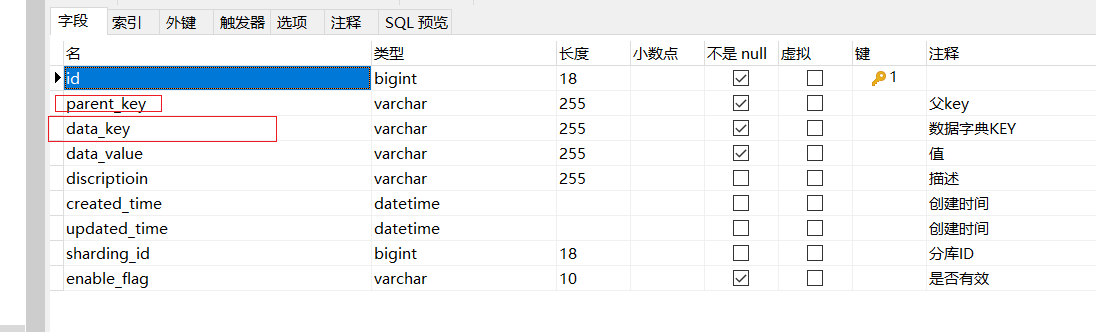 字段 索引 外键 触发器 选项 注释 SQL 预览
名 类型 长度 小数点 不是 null 虚拟 键 注释
id bigint 18 1
parent_key varchar 255 父key
data_key varchar 255 数据字典KEY
data_value varchar 255 值
discriptioin varchar 255 描述
created_time datetime 创建时间
updated_time datetime 创建时间
sharding_id bigint 18 分库ID
enable_flag varchar 10 是否有效